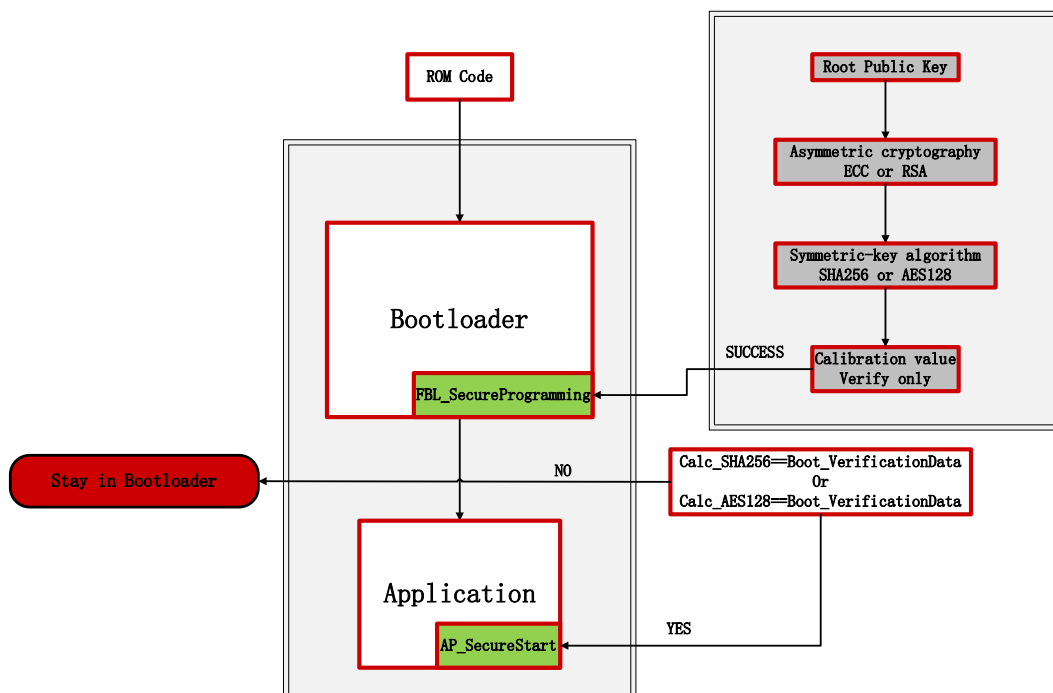 ROM Code
Root Public Key
Asymmetric cryptography
ECC or RSA
Symmetric-key algorithm
SHA256 or AES128
Bootloader
SUCCESS
Calibration value
Verify only
FBL_SecureProgramming
Calc_SHA256==Boot_VerificationData
Or
Calc_AES128==Boot_VerificationData
NO
Stay in Bootloader
Application
YES
AP_SecureStart